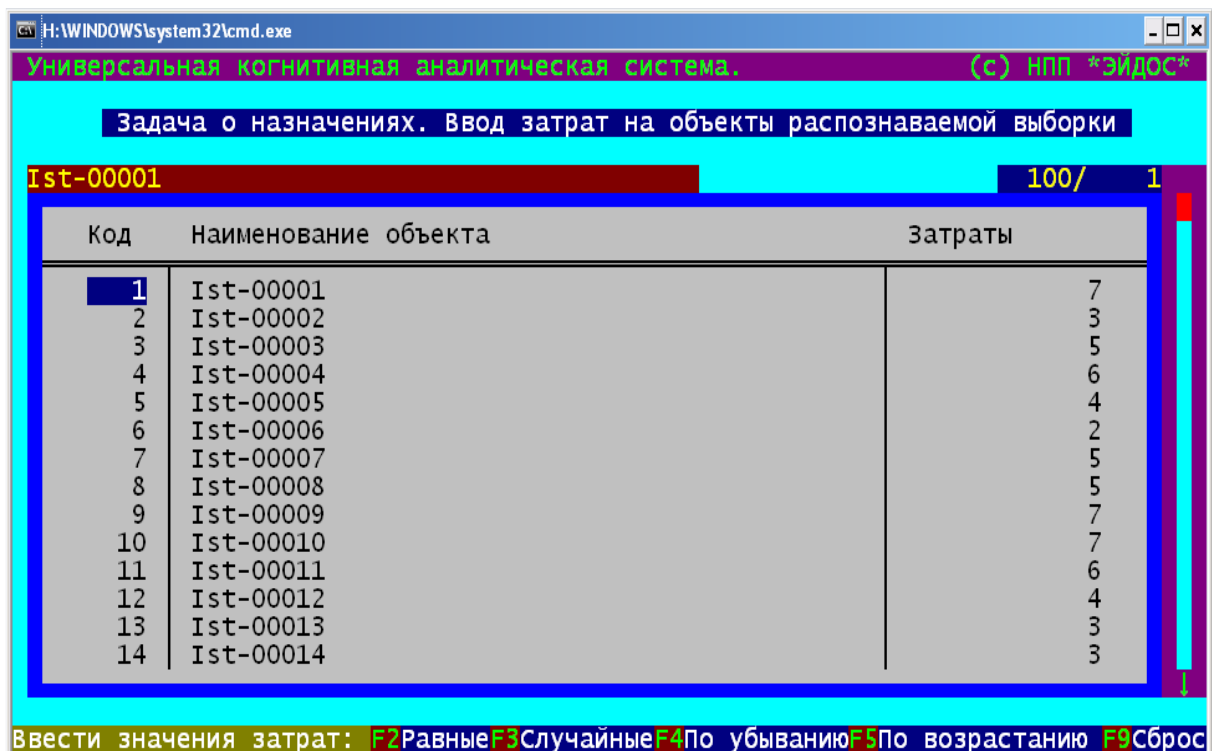 H:\WINDOWS\system32\cmd.exe
Универсальная когнитивная аналитическая система. (c) НПП *ЭЙДОС*
Задача о назначениях. Ввод затрат на объекты распознаваемой выборки
Ist-00001 100/ 1
Код Наименование объекта Затраты
1 Ist-00001 7
2 Ist-00002 3
3 Ist-00003 5
4 Ist-00004 6
5 Ist-00005 4
6 Ist-00006 2
7 Ist-00007 5
8 Ist-00008 5
9 Ist-00009 7
10 Ist-00010 7
11 Ist-00011 6
12 Ist-00012 4
13 Ist-00013 3
14 Ist-00014 3
Ввести значения затрат: F2Равные F3Случайные F4По убыванию F5По возрастанию F9Сброс